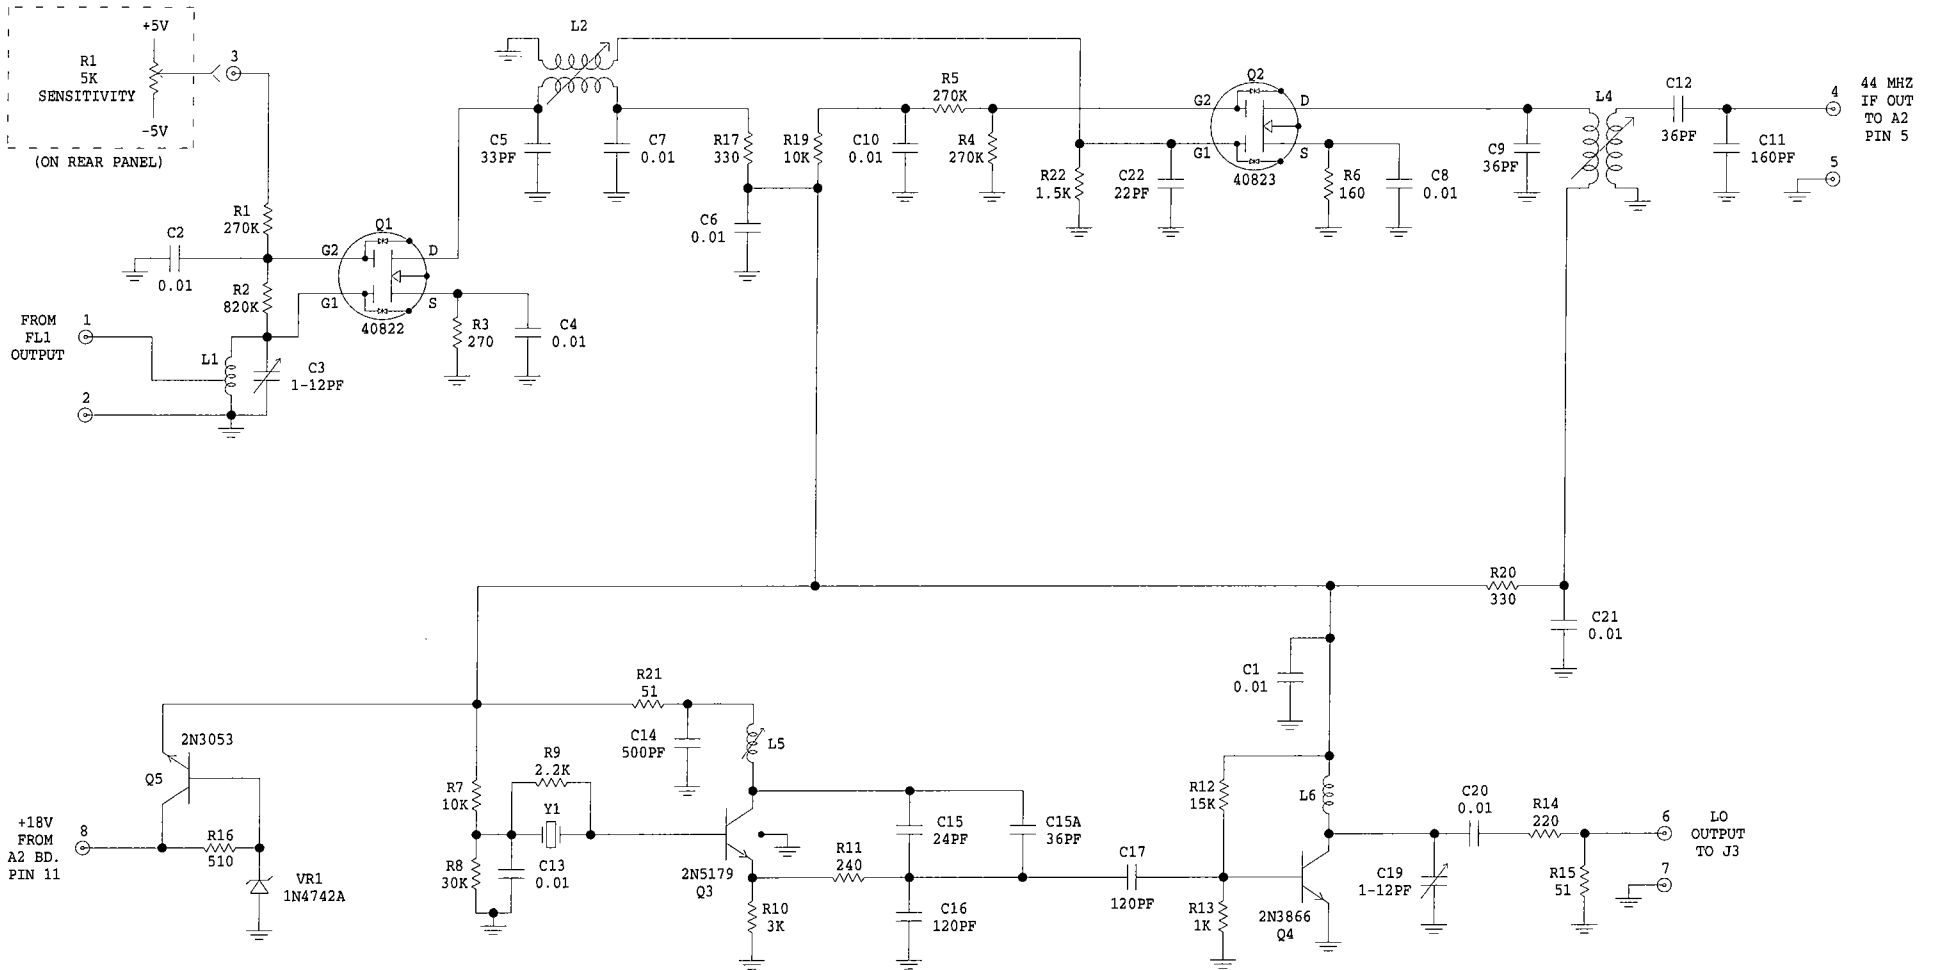 +5V
R1
5K
SENSITIVITY
-5V
(ON REAR PANEL)
3
R1
270K
C2
0.01
R2
820K
FROM
FL1
OUTPUT
1
2
L1
C3
1-12PF
Q1
G2
D
G1
S
40822
R3
270
C4
0.01
L2
C5
33PF
C7
0.01
R17
330
R19
10K
C6
0.01
C10
0.01
R5
270K
R4
270K
R22
1.5K
C22
22PF
Q2
G2
D
G1
S
40823
R6
160
C8
0.01
C9
36PF
L4
C12
36PF
C11
160PF
4
5
44 MHZ
IF OUT
TO A2
PIN 5
R20
330
C21
0.01
C1
0.01
2N3053
Q5
+18V
FROM
A2 BD.
PIN 11
8
R16
510
VR1
1N4742A
R7
10K
R8
30K
R9
2.2K
Y1
C13
0.01
R21
51
C14
500PF
L5
2N5179
Q3
R10
3K
R11
240
C15
24PF
C15A
36PF
C16
120PF
C17
120PF
R12
15K
R13
1K
L6
2N3866
Q4
C19
1-12PF
C20
0.01
R14
220
R15
51
6
7
LO
OUTPUT
TO J3